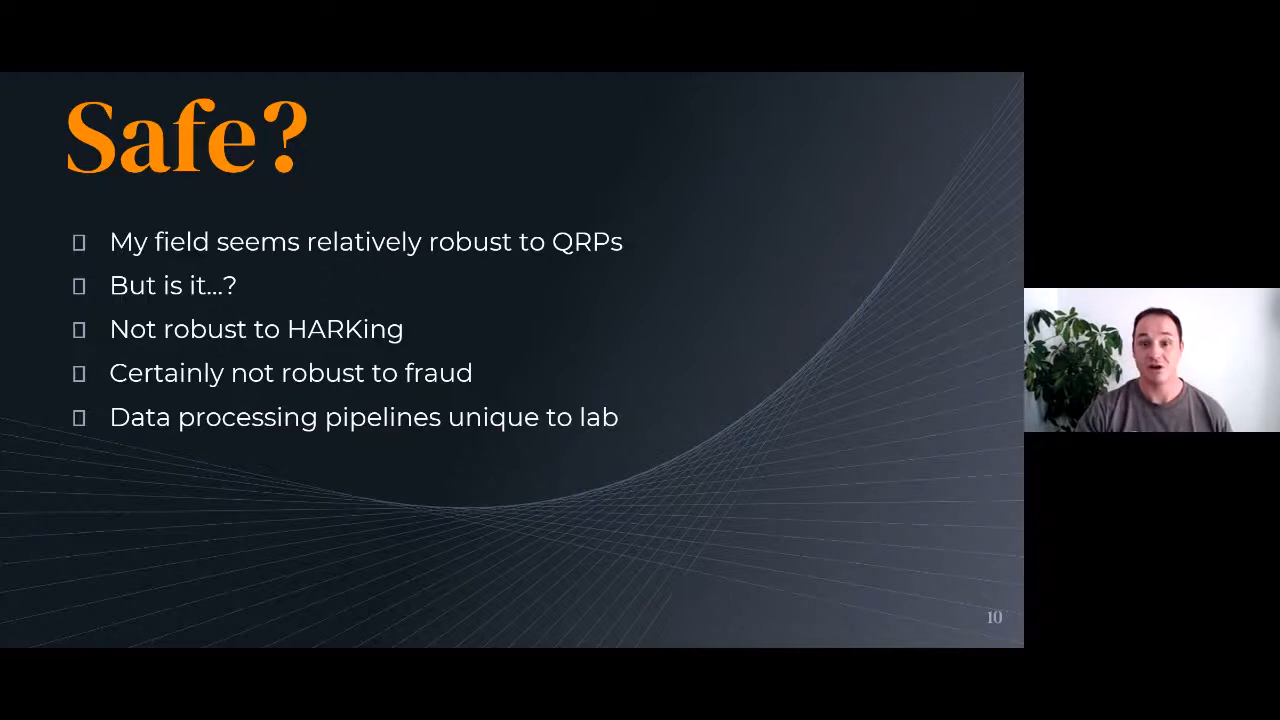 Safe?
My field seems relatively robust to QRPs
But is it...?
Not robust to HARKing
Certainly not robust to fraud
Data processing pipelines unique to lab
10